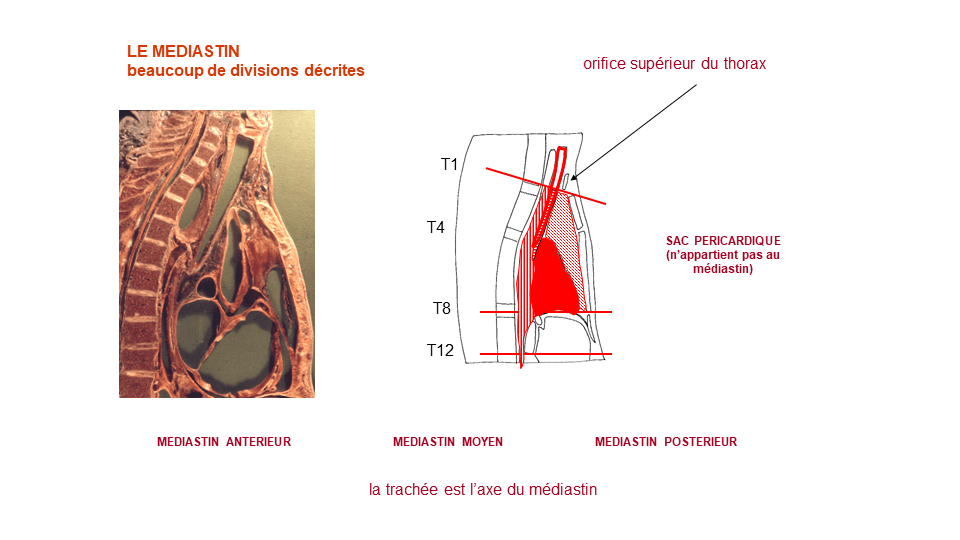 LE MEDIASTIN
beaucoup de divisions décrites
orifice supérieur du thorax
T1
T4
SAC PERICARDIQUE
(n'appartient pas au
médiastin)
T8
T12
MEDIASTIN ANTERIEUR
MEDIASTIN MOYEN
MEDIASTIN POSTERIEUR
la trachée est l'axe du médiastin